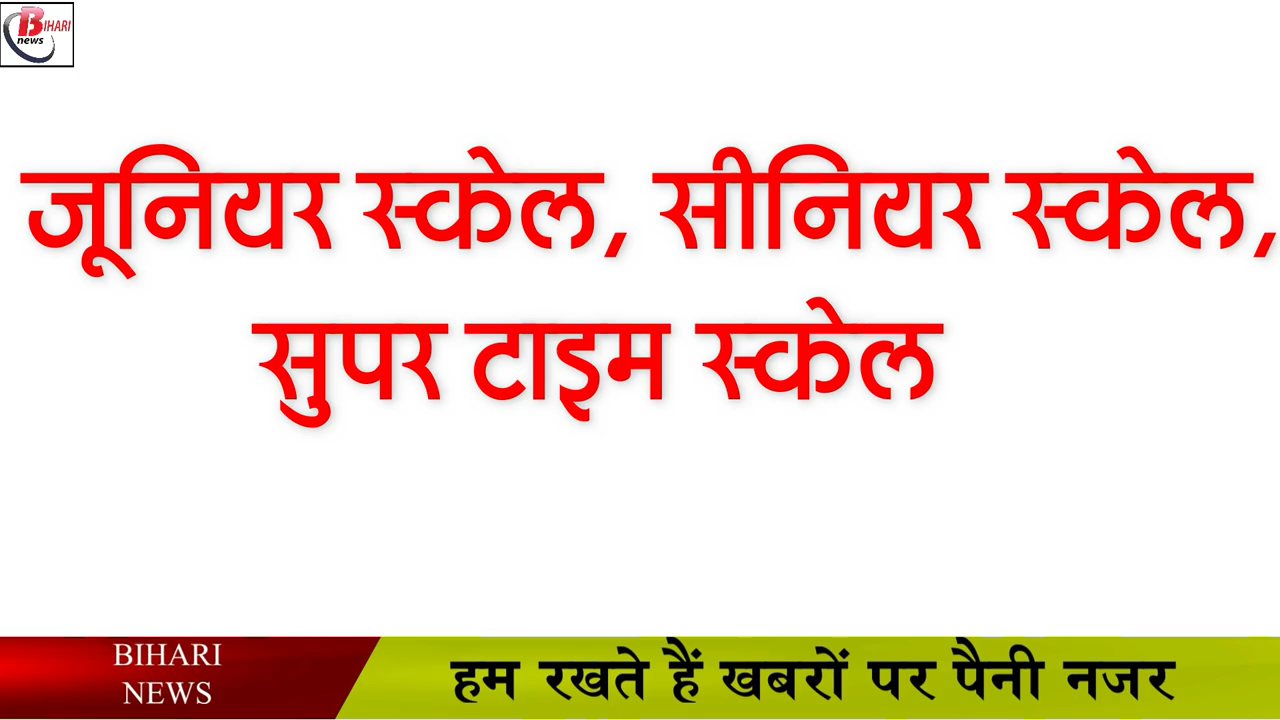 BIHARI
news
जूनियर स्केल, सीनियर स्केल,
सुपर टाइम स्केल
BIHARI
NEWS
हम रखते हैं खबरों पर पैनी नजर